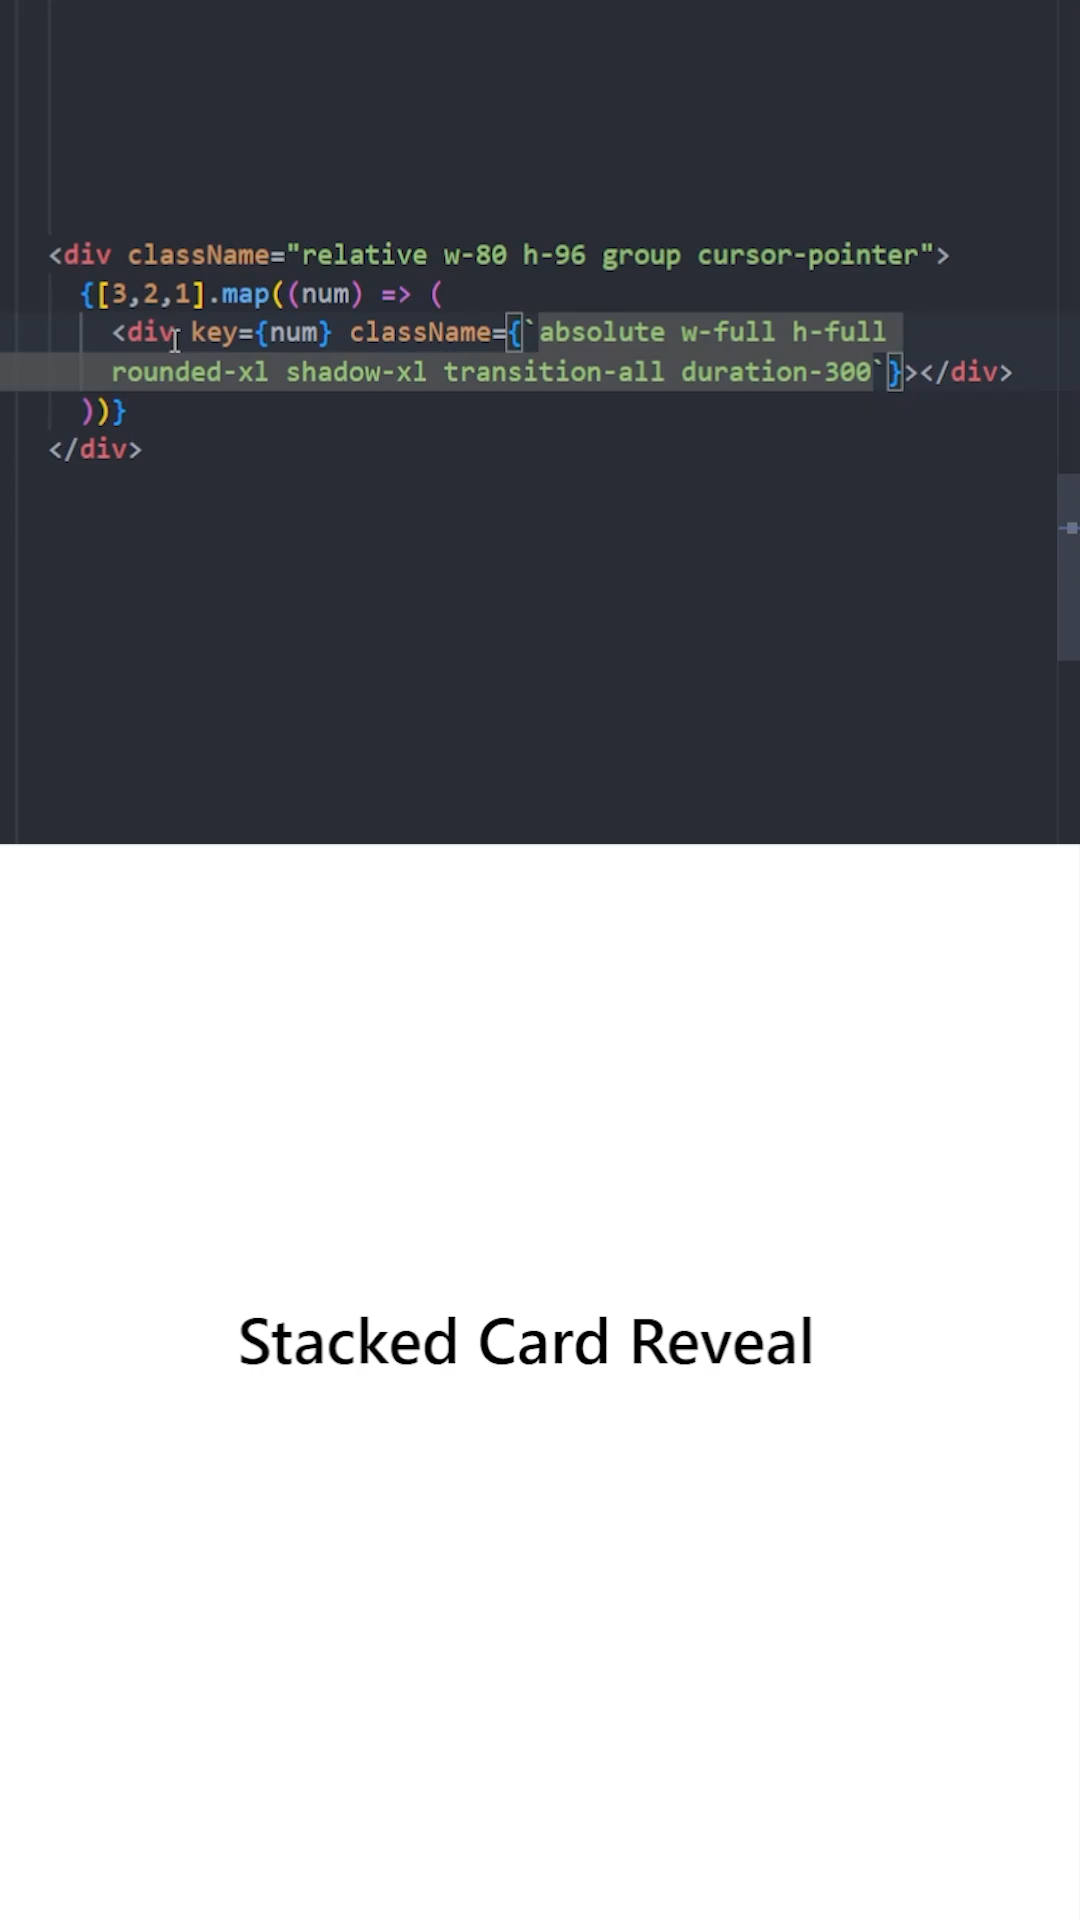 <div className="relative w-80 h-96 group cursor-pointer">
{[3,2,1].map((num) => (
<div key={num} className={`absolute w-full h-full
rounded-xl shadow-xl transition-all duration-300`}></div>
))}
</div>
Stacked Card Reveal